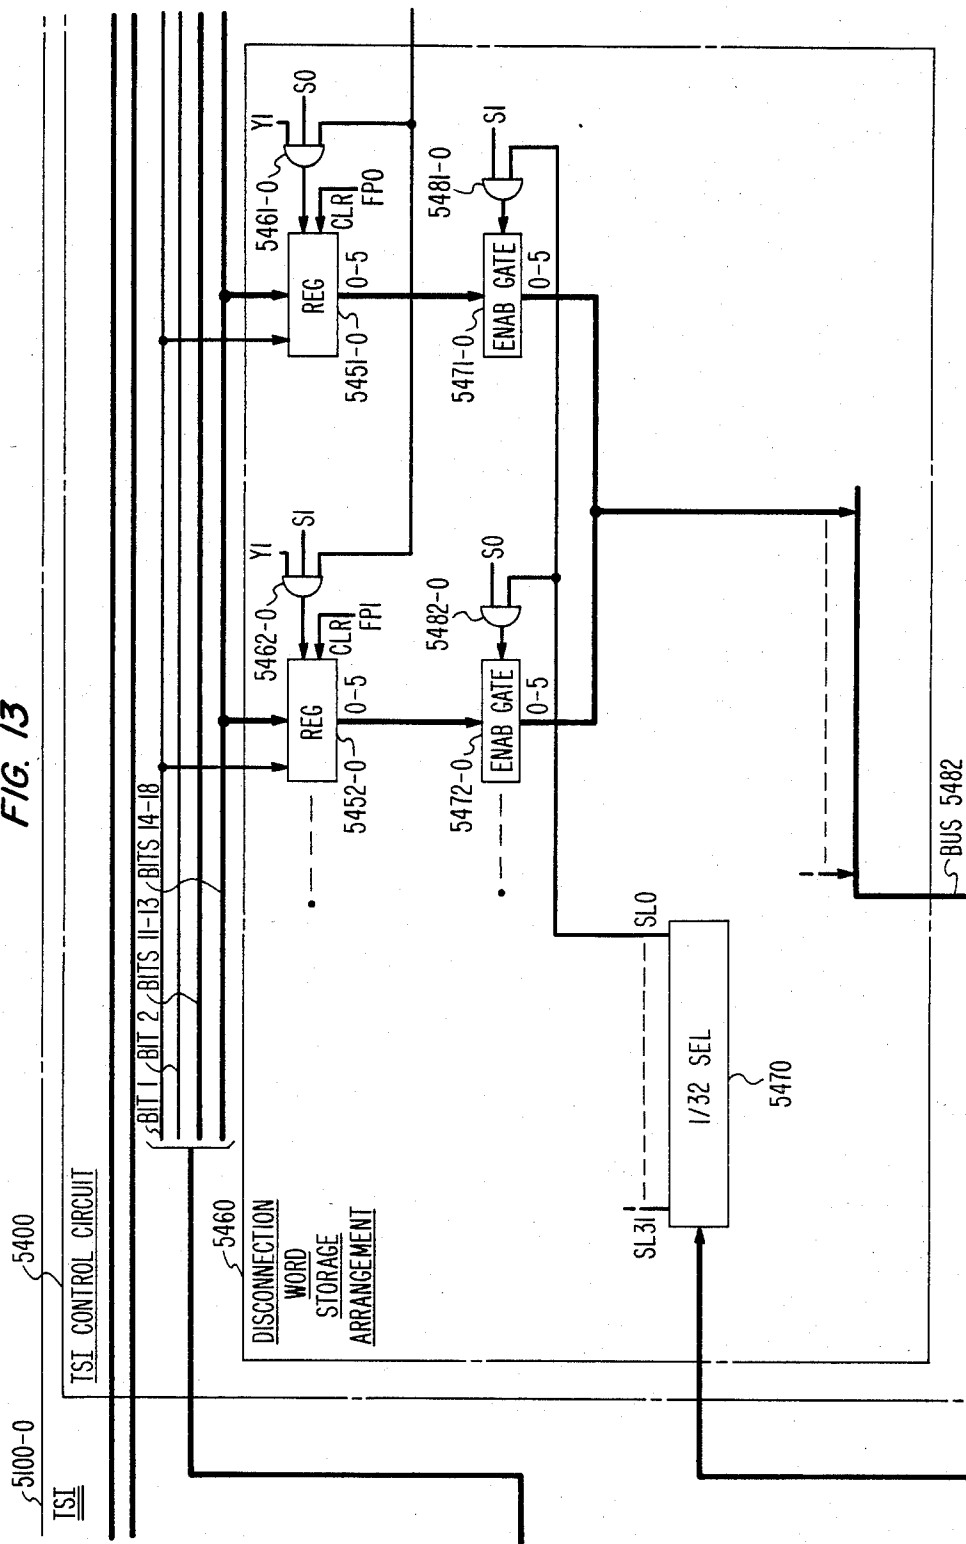 FIG. 13
5100-0
TSI
5400
TSI CONTROL CIRCUIT
BIT 1
BIT 2
BITS 11-13
BITS 14-18
5460
DISCONNECTION
WORD
STORAGE
ARRANGEMENT
5462-0
Y1
S1
REG
CLR
FP1
5452-0
0-5
5461-0
Y1
S0
REG
CLR
FP0
5451-0
0-5
5482-0
S0
ENAB GATE
5472-0
0-5
5481-0
S1
ENAB GATE
5471-0
0-5
SL31
SL0
1/32 SEL
5470
BUS 5482